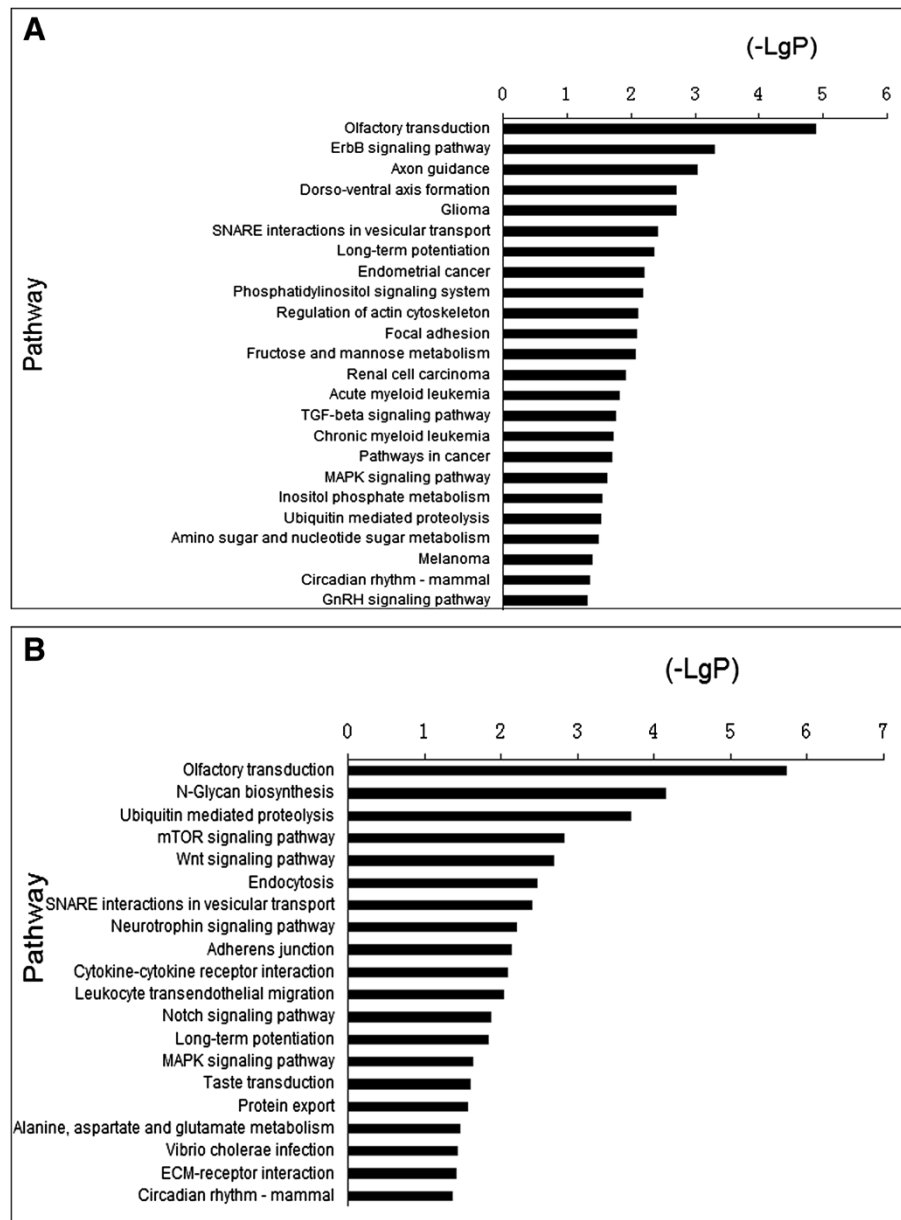 A
(-LgP)
0 1 2 3 4 5 6
Olfactory transduction
ErbB signaling pathway
Axon guidance
Dorso-ventral axis formation
Glioma
SNARE interactions in vesicular transport
Long-term potentiation
Endometrial cancer
Phosphatidylinositol signaling system
Regulation of actin cytoskeleton
Focal adhesion
Fructose and mannose metabolism
Renal cell carcinoma
Acute myeloid leukemia
TGF-beta signaling pathway
Chronic myeloid leukemia
Pathways in cancer
MAPK signaling pathway
Inositol phosphate metabolism
Ubiquitin mediated proteolysis
Amino sugar and nucleotide sugar metabolism
Melanoma
Circadian rhythm - mammal
GnRH signaling pathway
Pathway
B
(-LgP)
0 1 2 3 4 5 6 7
Olfactory transduction
N-Glycan biosynthesis
Ubiquitin mediated proteolysis
mTOR signaling pathway
Wnt signaling pathway
Endocytosis
SNARE interactions in vesicular transport
Neurotrophin signaling pathway
Adherens junction
Cytokine-cytokine receptor interaction
Leukocyte transendothelial migration
Notch signaling pathway
Long-term potentiation
MAPK signaling pathway
Taste transduction
Protein export
Alanine, aspartate and glutamate metabolism
Vibrio cholerae infection
ECM-receptor interaction
Circadian rhythm - mammal
Pathway